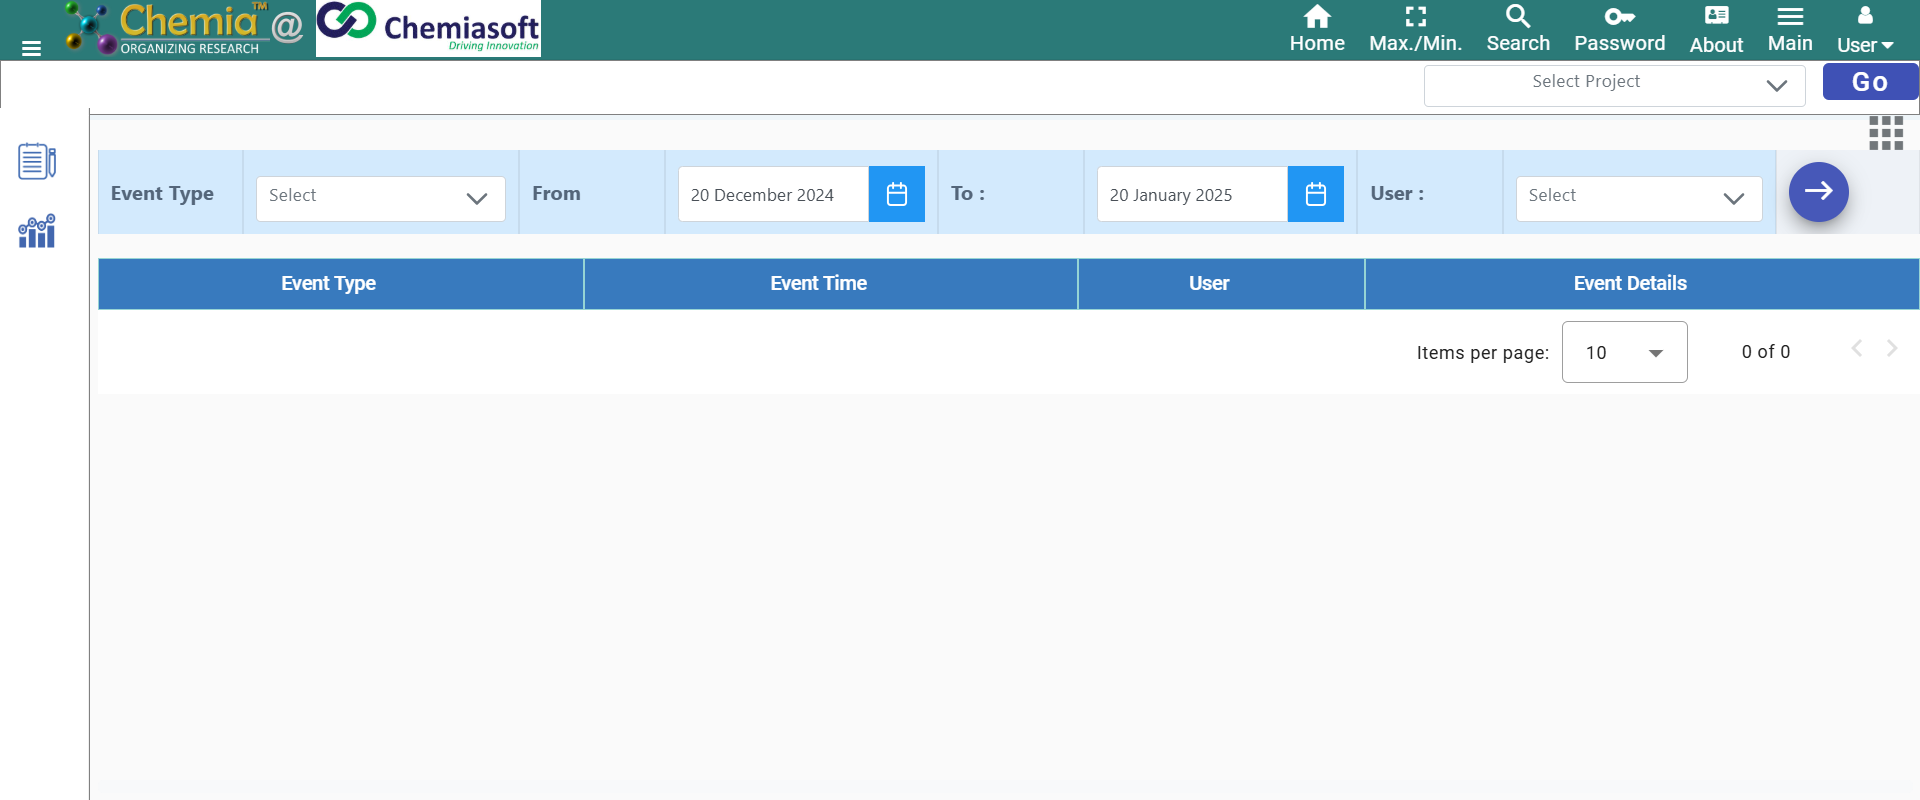 Chemia™ @
ORGANIZING RESEARCH
Chemiasoft
Driving Innovation
Home Max./Min. Search Password About Main User
Select Project Go
Event Type Select From 20 December 2024 To : 20 January 2025 User : Select
Event Type Event Time User Event Details
Items per page: 10 0 of 0